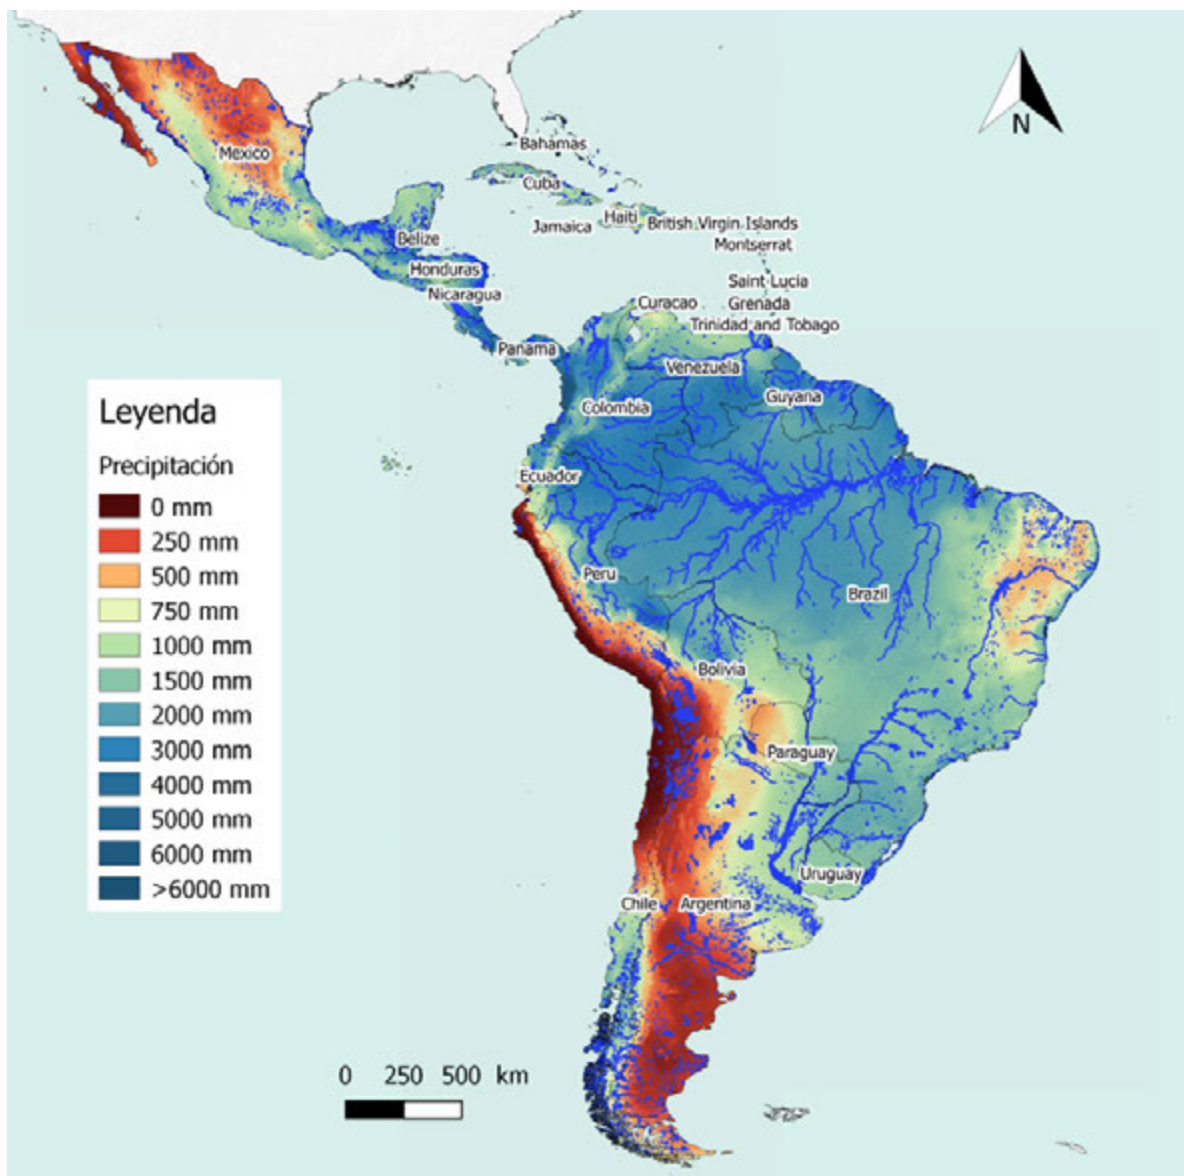 N
Bahamas
Mexico
Cuba
Haiti
British Virgin Islands
Jamaica
Belize
Montserrat
Honduras
Saint Lucia
Nicaragua
Curacao
Grenada
Trinidad and Tobago
Panama
Venezuela
Guyana
Colombia
Ecuador
Peru
Brazil
Bolivia
Paraguay
Uruguay
Chile
Argentina
Leyenda
Precipitación
0 mm
250 mm
500 mm
750 mm
1000 mm
1500 mm
2000 mm
3000 mm
4000 mm
5000 mm
6000 mm
>6000 mm
0 250 500 km